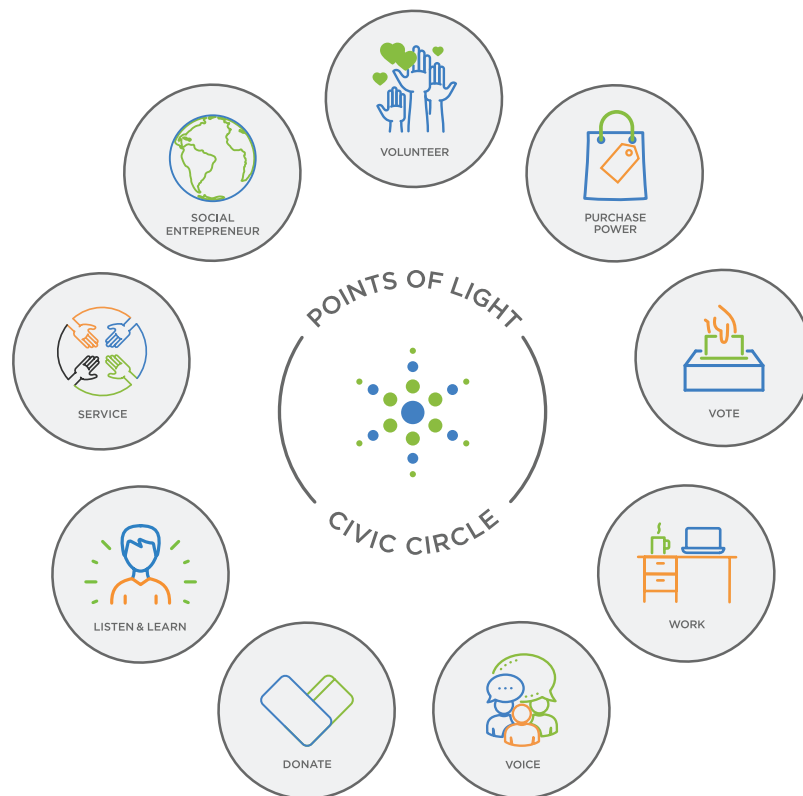 VOLUNTEER
PURCHASE
POWER
VOTE
WORK
VOICE
DONATE
LISTEN & LEARN
SERVICE
SOCIAL
ENTREPRENEUR
POINTS OF LIGHT
CIVIC CIRCLE